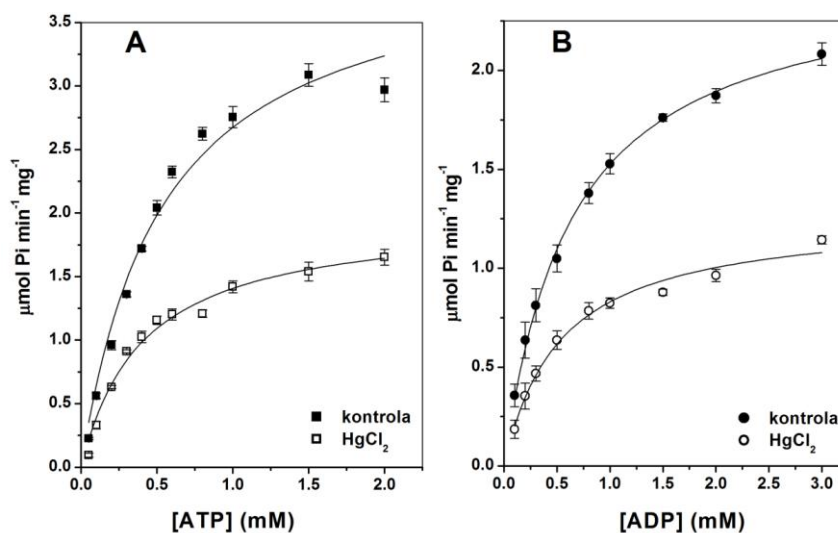 A
3.5
3.0
2.5
2.0
1.5
1.0
0.5
0.0
μmol Pi min⁻¹ mg⁻¹
kontrola
HgCl₂
0.0 0.5 1.0 1.5 2.0
[ATP] (mM)
B
2.0
1.5
1.0
0.5
0.0
μmol Pi min⁻¹ mg⁻¹
kontrola
HgCl₂
0.0 0.5 1.0 1.5 2.0 2.5 3.0
[ADP] (mM)